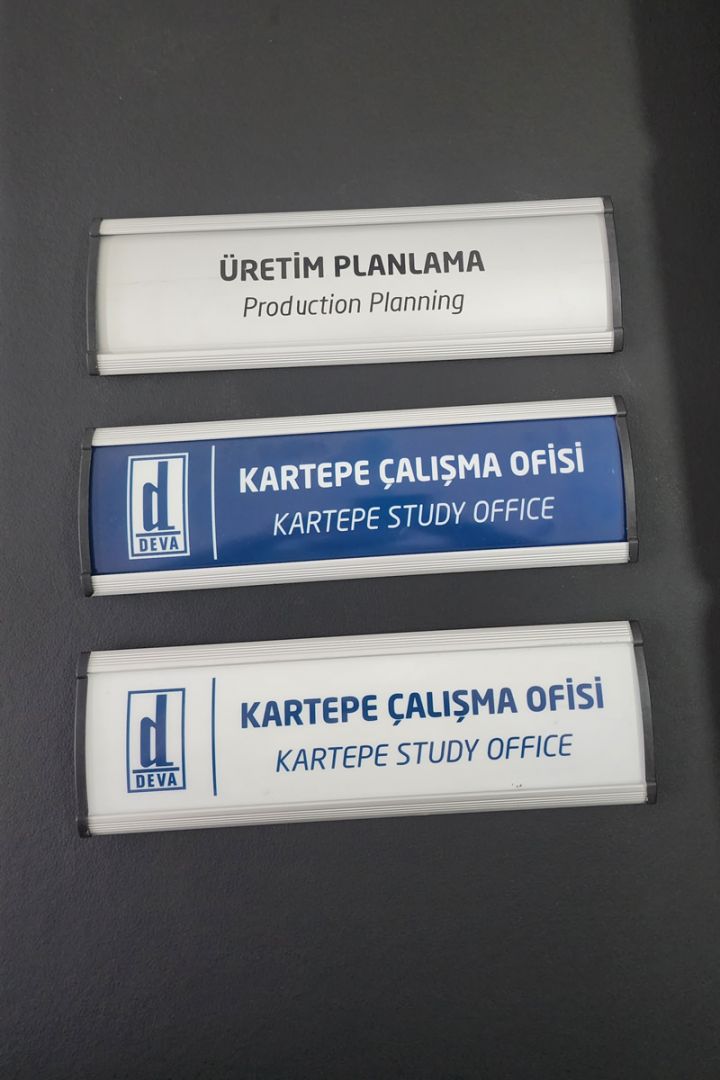 ÜRETİM PLANLAMA
Production Planning
d
DEVA
KARTEPE ÇALIŞMA OFİSİ
KARTEPE STUDY OFFICE
d
DEVA
KARTEPE ÇALIŞMA OFİSİ
KARTEPE STUDY OFFICE